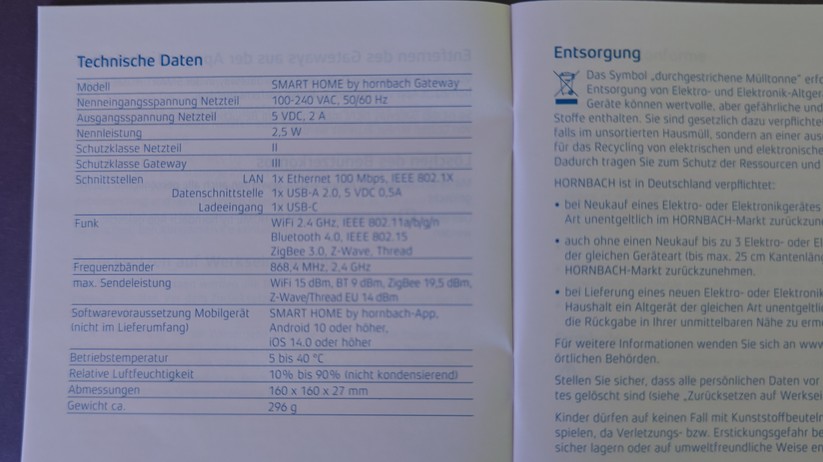 Technische Daten
Modell SMART HOME by hornbach Gateway
Nenneingangsspannung Netzteil 100-240 VAC, 50/60 Hz
Ausgangsspannung Netzteil 5 VDC, 2 A
Nennleistung 2,5 W
Schutzklasse Netzteil II
Schutzklasse Gateway III
Schnittstellen LAN 1x Ethernet 100 Mbps, IEEE 802.1X
Datenschnittstelle 1x USB-A 2.0, 5 VDC 0,5A
Ladeeingang 1x USB-C
Funk WiFi 2.4 GHz, IEEE 802.11a/b/g/n
Bluetooth 4.0, IEEE 802.15
ZigBee 3.0, Z-Wave, Thread
Frequenzbänder 868,4 MHz, 2,4 GHz
max. Sendeleistung WiFi 15 dBm, BT 9 dBm, ZigBee 19,5 dBm,
Z-Wave/Thread EU 14 dBm
Softwarevoraussetzung Mobilgerät SMART HOME by hornbach-App,
(nicht im Lieferumfang) Android 10 oder höher,
iOS 14.0 oder höher
Betriebstemperatur 5 bis 40 °C
Relative Luftfeuchtigkeit 10% bis 90% (nicht kondensierend)
Abmessungen 160 x 160 x 27 mm
Gewicht ca. 296 g
Entsorgung
Das Symbol „durchgestrichene Mülltonne" erfo
Entsorgung von Elektro- und Elektronik-Altger
Geräte können wertvolle, aber gefährliche und
Stoffe enthalten. Sie sind gesetzlich dazu verpflichte
falls im unsortierten Hausmüll, sondern an einer aus
für das Recycling von elektrischen und elektronische
Dadurch tragen Sie zum Schutz der Ressourcen und
HORNBACH ist in Deutschland verpflichtet:
• bei Neukauf eines Elektro- oder Elektronikgerätes
Art unentgeltlich im HORNBACH-Markt zurückzun
• auch ohne einen Neukauf bis zu 3 Elektro- oder El
der gleichen Geräteart (bis max. 25 cm Kantenlän
HORNBACH-Markt zurückzunehmen.
• bei Lieferung eines neuen Elektro- oder Elektronik
Haushalt ein Altgerät der gleichen Art unentgeltli
die Rückgabe in Ihrer unmittelbaren Nähe zu ermö
Für weitere Informationen wenden Sie sich an www
örtlichen Behörden.
Stellen Sie sicher, dass alle persönlichen Daten vor
tes gelöscht sind (siehe „Zurücksetzen auf Werksei
Kinder dürfen auf keinen Fall mit Kunststoffbeuteln
spielen, da Verletzungs- bzw. Erstickungsgefahr be
sicher lagern oder auf umweltfreundliche Weise en